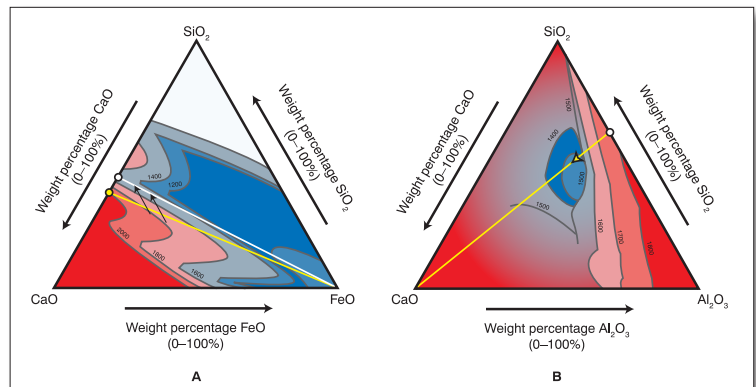 SiO₂
Weight percentage CaO
(0–100%)
Weight percentage SiO₂
(0–100%)
1400
1200
2000
1800
1600
CaO
FeO
Weight percentage FeO
(0–100%)
A
SiO₂
Weight percentage CaO
(0–100%)
Weight percentage SiO₂
(0–100%)
1500
1400
1500
1500
1600
1700
1800
CaO
Al₂O₃
Weight percentage Al₂O₃
(0–100%)
B